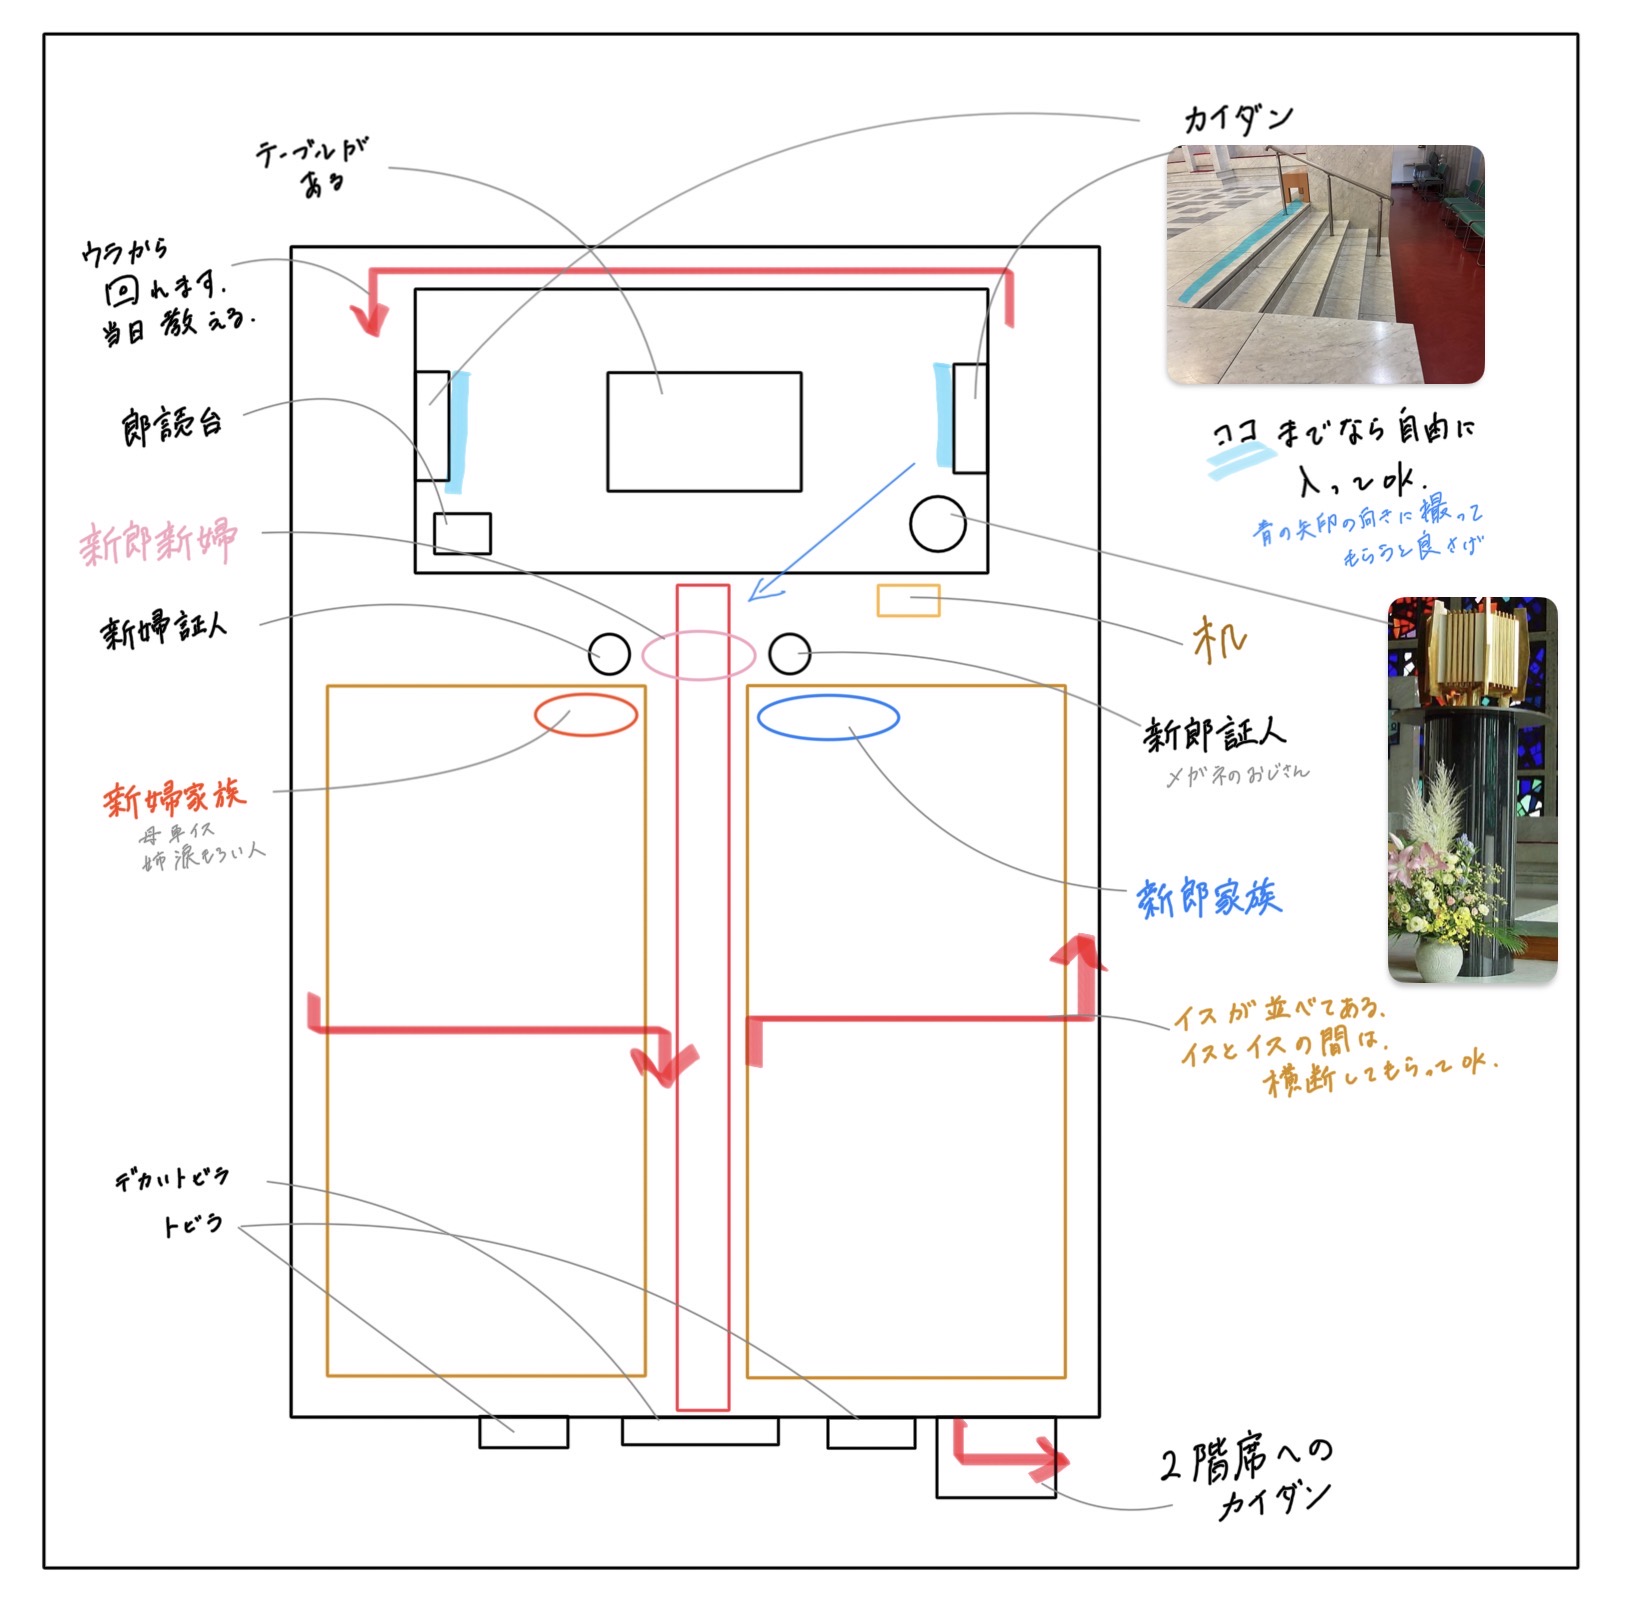 カイダン
テーブルが
ある
ウラから
回れます.
当日教える.
郎読台
ココまでなら自由に
入ってOK.
青の矢印の向きに撮って
もらうと良さげ
新郎新婦
新婦証人
机
新郎証人
メガネのおじさん
新婦家族
母車イス
姉涙もろい人
新郎家族
イスが並べてある.
イスとイスの間は.
横断してもらってOK.
デカいトビラ
トビラ
2階席への
カイダン